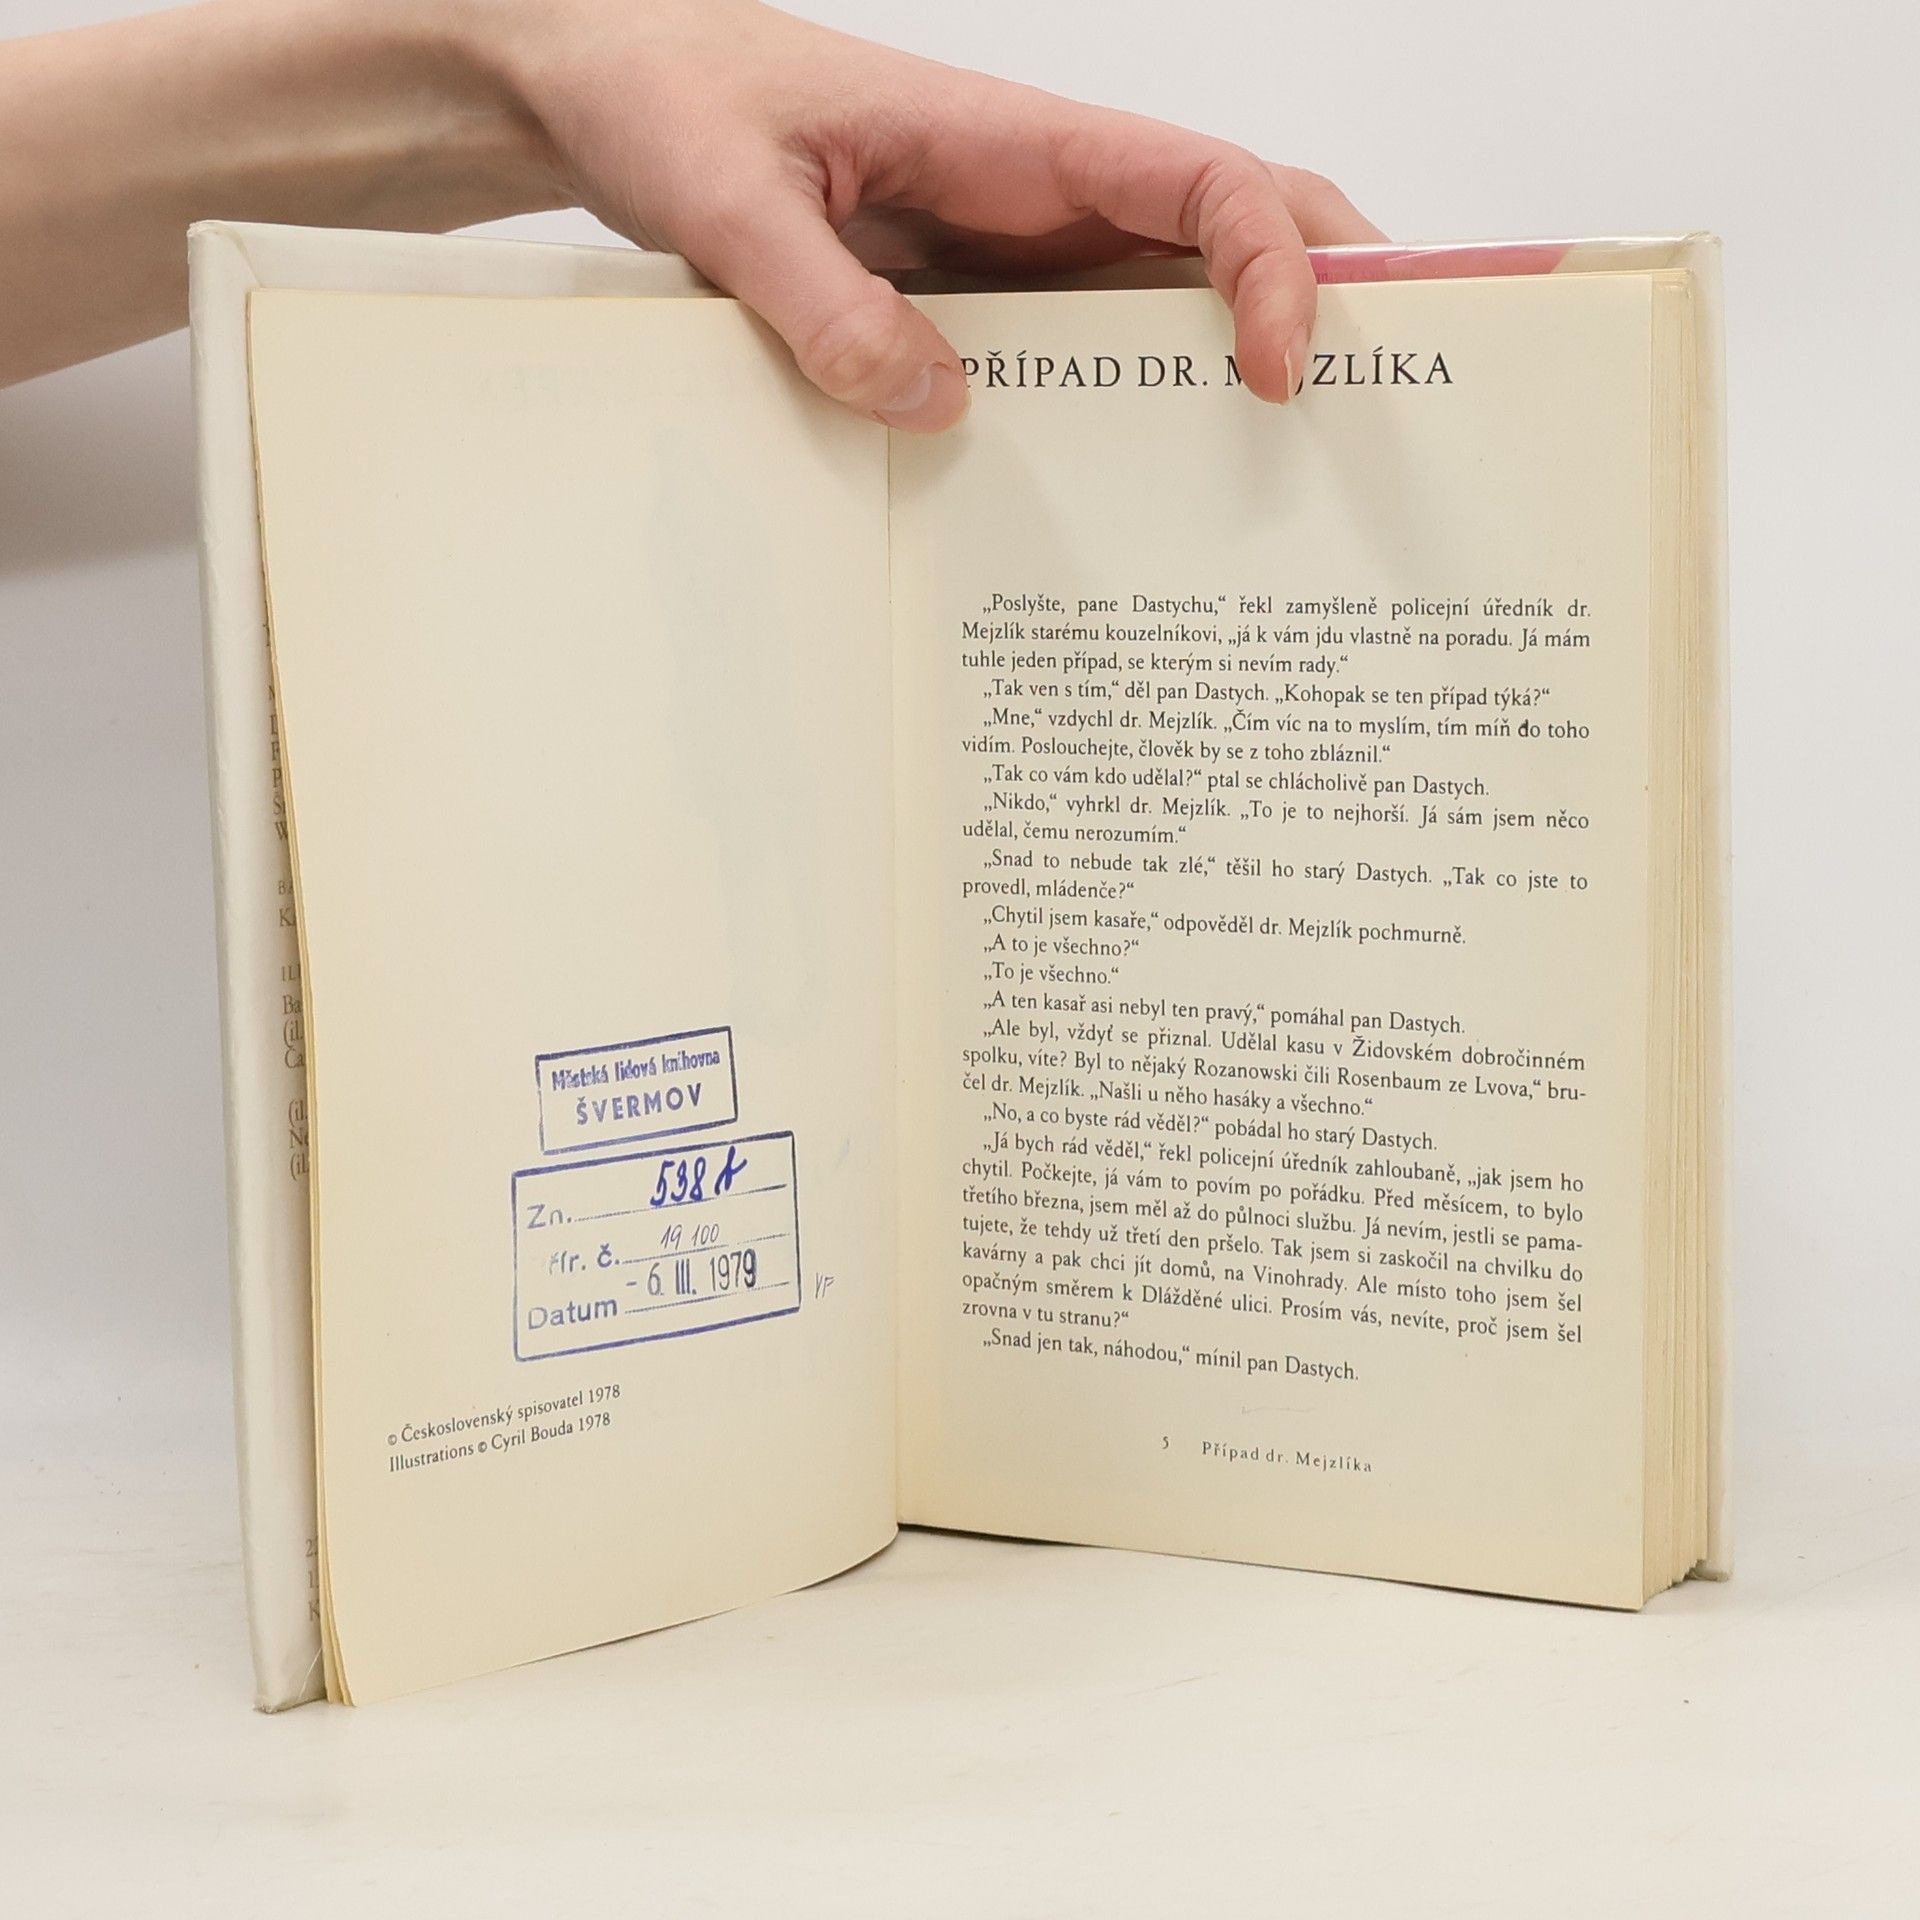 Městská lidová knihovna
ŠVERMOV
Zn. 538
Přír. č. 19 100
Datum -6. III. 1979
© Československý spisovatel 1978
Illustrations © Cyril Bouda 1978
PŘÍPAD DR. MEJZLÍKA
„Poslyšte, pane Dastychu,“ řekl zamyšleně policejní úředník dr.
Mejzlík starému kouzelníkovi, „já k vám jdu vlastně na poradu. Já mám
tuhle jeden případ, se kterým si nevím rady.“
„Tak ven s tím,“ děl pan Dastych. „Kohopak se ten případ týká?“
„Mne,“ vzdychl dr. Mejzlík. „Čím víc na to myslím, tím míň do toho
vidím. Poslouchejte, člověk by se z toho zbláznil.“
„Tak co vám kdo udělal?“ ptal se chlácholivě pan Dastych.
„Nikdo,“ vyhrkl dr. Mejzlík. „To je to nejhorší. Já sám jsem něco
udělal, čemu nerozumím.“
„Snad to nebude tak zlé,“ těšil ho starý Dastych. „Tak co jste to
provedl, mládenče?“
„Chytil jsem kasaře,“ odpověděl dr. Mejzlík pochmurně.
„A to je všechno?“
„To je všechno.“
„A ten kasař asi nebyl ten pravý,“ pomáhal pan Dastych.
„Ale byl, vždyť se přiznal. Udělal kasu v Židovském dobročinném
spolku, víte? Byl to nějaký Rozanowski čili Rosenbaum ze Lvova,“ bru-
čel dr. Mejzlík. „Našli u něho hasáky a všechno.“
„No, a co byste rád věděl?“ pobádal ho starý Dastych.
„Já bych rád věděl,“ řekl policejní úředník zahloubaně, „jak jsem ho
chytil. Počkejte, já vám to povím po pořádku. Před měsícem, to bylo
třetího března, jsem měl až do půlnoci službu. Já nevím, jestli se pama-
tujete, že tehdy už třetí den pršelo. Tak jsem si zaskočil na chvilku do
kavárny a pak chci jít domů, na Vinohrady. Ale místo toho jsem šel
opačným směrem k Dlážděné ulici. Prosím vás, nevíte, proč jsem šel
zrovna v tu stranu?“
„Snad jen tak, náhodou,“ mínil pan Dastych.
5 Případ dr. Mejzlíka